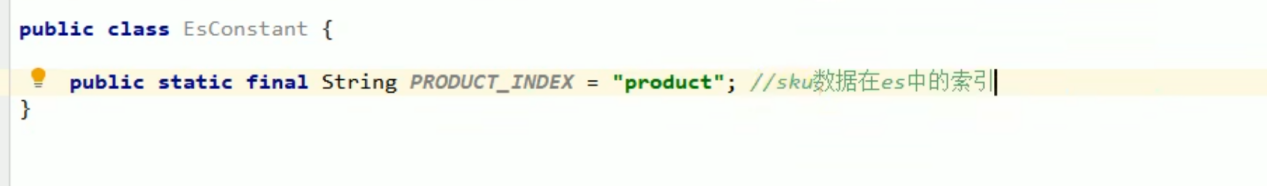 public class EsConstant {
public static final String PRODUCT_INDEX = "product"; //sku数据在es中的索引
}